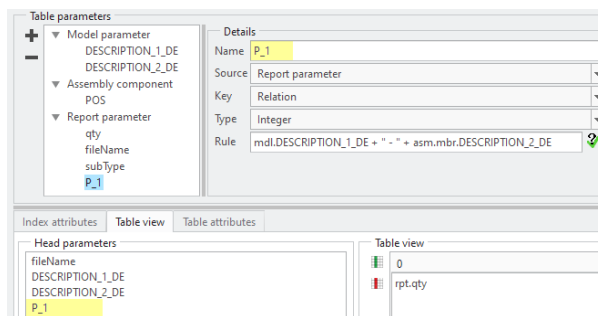 Table parameters
Model parameter
DESCRIPTION_1_DE
DESCRIPTION_2_DE
Assembly component
POS
Report parameter
qty
fileName
subType
P_1
Details
Name P_1
Source Report parameter
Key Relation
Type Integer
Rule mdl.DESCRIPTION_1_DE + " - " + asm.mbr.DESCRIPTION_2_DE
Index attributes Table view Table attributes
Head parameters
fileName
DESCRIPTION_1_DE
DESCRIPTION_2_DE
P_1
Table view
0
rpt.qty